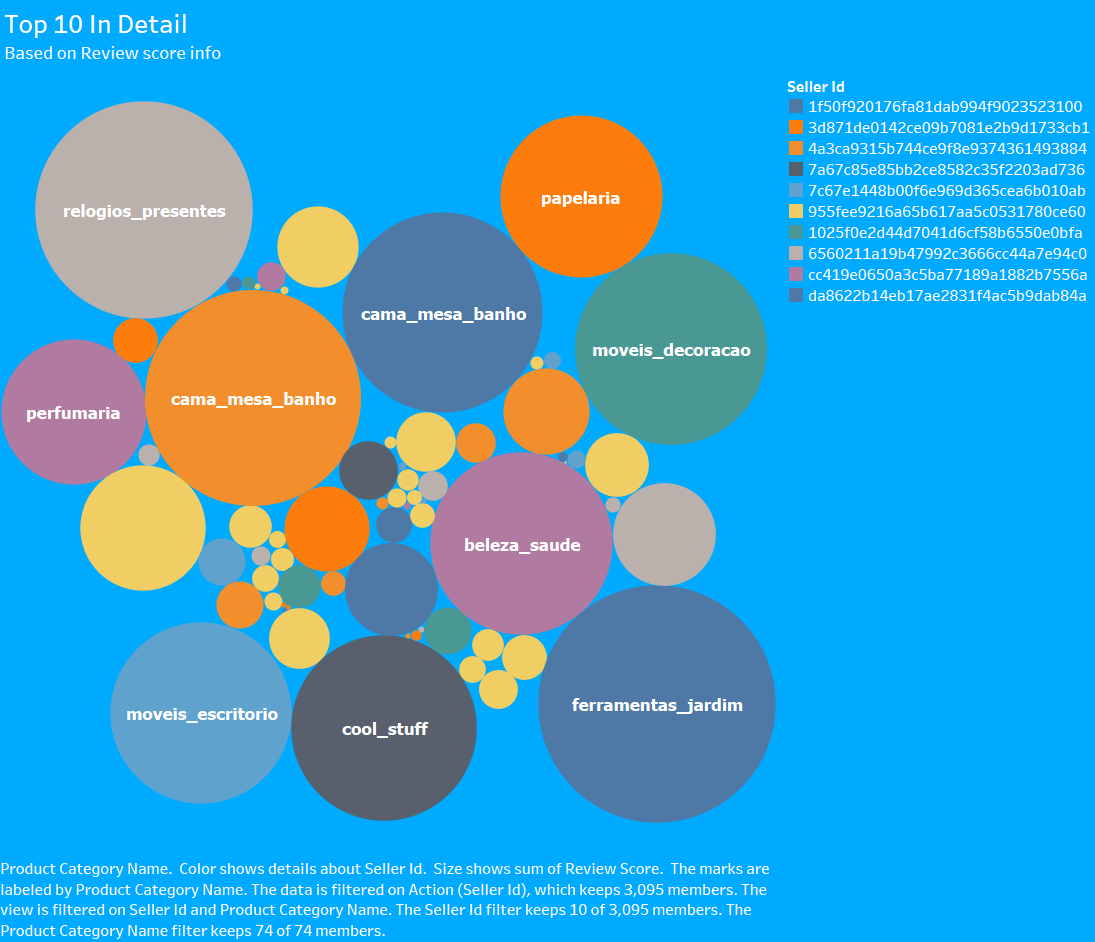 Top 10 In Detail
Based on Review score info
Seller Id
1f50f920176fa81dab994f9023523100
3d871de0142ce09b7081e2b9d1733cb1
4a3ca9315b744ce9f8e9374361493884
7a67c85e85bb2ce8582c35f2203ad736
7c67e1448b00f6e969d365cea6b010ab
955fee9216a65b617aa5c0531780ce60
1025f0e2d44d7041d6cf58b6550e0bfa
6560211a19b47992c3666cc44a7e94c0
cc419e0650a3c5ba77189a1882b7556a
da8622b14eb17ae2831f4ac5b9dab84a
relogios_presentes
papelaria
cama_mesa_banho
moveis_decoracao
cama_mesa_banho
perfumaria
beleza_saude
ferramentas_jardim
moveis_escritorio
cool_stuff
Product Category Name.  Color shows details about Seller Id.  Size shows sum of Review Score.  The marks are
labeled by Product Category Name. The data is filtered on Action (Seller Id), which keeps 3,095 members. The
view is filtered on Seller Id and Product Category Name. The Seller Id filter keeps 10 of 3,095 members. The
Product Category Name filter keeps 74 of 74 members.